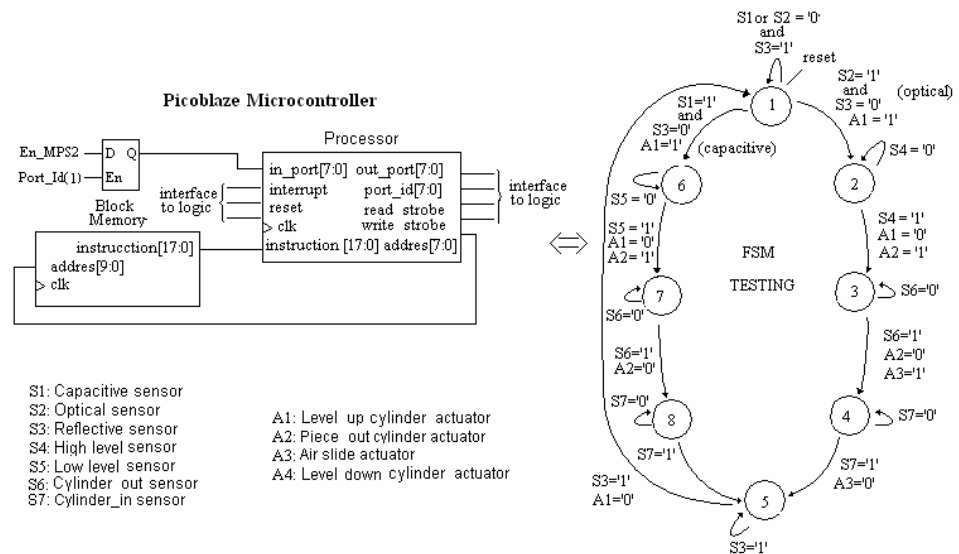 Picoblaze Microcontroller
Processor
En_MPS2
D Q
Port_Id(1)
En
Block
Memory
in_port[7:0] out_port[7:0]
interrupt port_id[7:0]
reset read strobe
clk write strobe
instruction [17:0] addres[7:0]
interface
to logic
interface
to logic
instrucction[17:0]
addres[9:0]
clk
S1: Capacitive sensor
S2: Optical sensor
S3: Reflective sensor
S4: High level sensor
S5: Low level sensor
S6: Cylinder out sensor
S7: Cylinder_in sensor
A1: Level up cylinder actuator
A2: Piece out cylinder actuator
A3: Air slide actuator
A4: Level down cylinder actuator
S1or S2 = '0'
and
S3='1'
reset
1
S1='1'
and
S3='0'
A1='1'
(capacitive)
S2= '1'
and
S3 = '0'
A1 = '1'
(optical)
S4= '0'
6
2
S5 = '0'
S5 = '1'
A1 = '0'
A2= '1'
S4 = '1'
A1 = '0'
A2 = '1'
FSM
TESTING
7
3
S6='0'
S6='0'
S6='1'
A2='0'
S6='1'
A2='0'
A3='1'
S7='0'
8
4
S7='0'
S7='1'
S7='1'
A3='0'
S3='1'
A1='0'
5
S3='1'